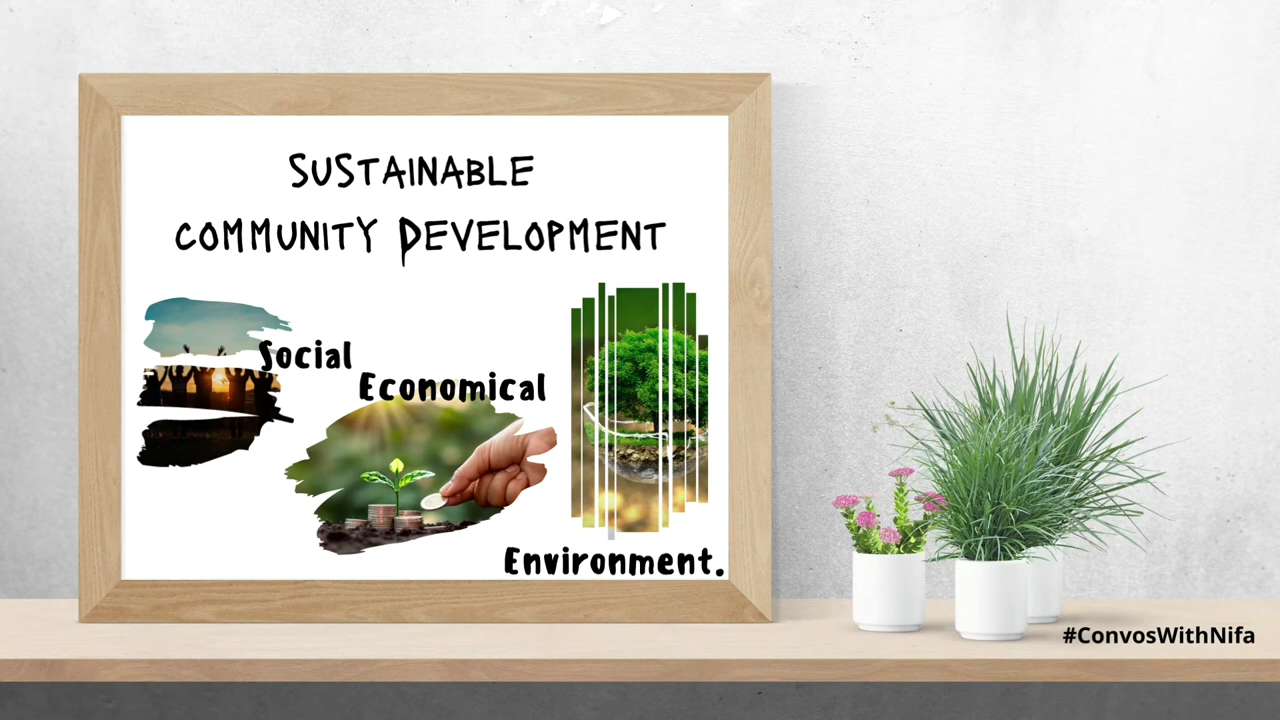 SUSTAINABLE
COMMUNITY DEVELOPMENT
Social
Economical
Environment.
#ConvosWithNifa